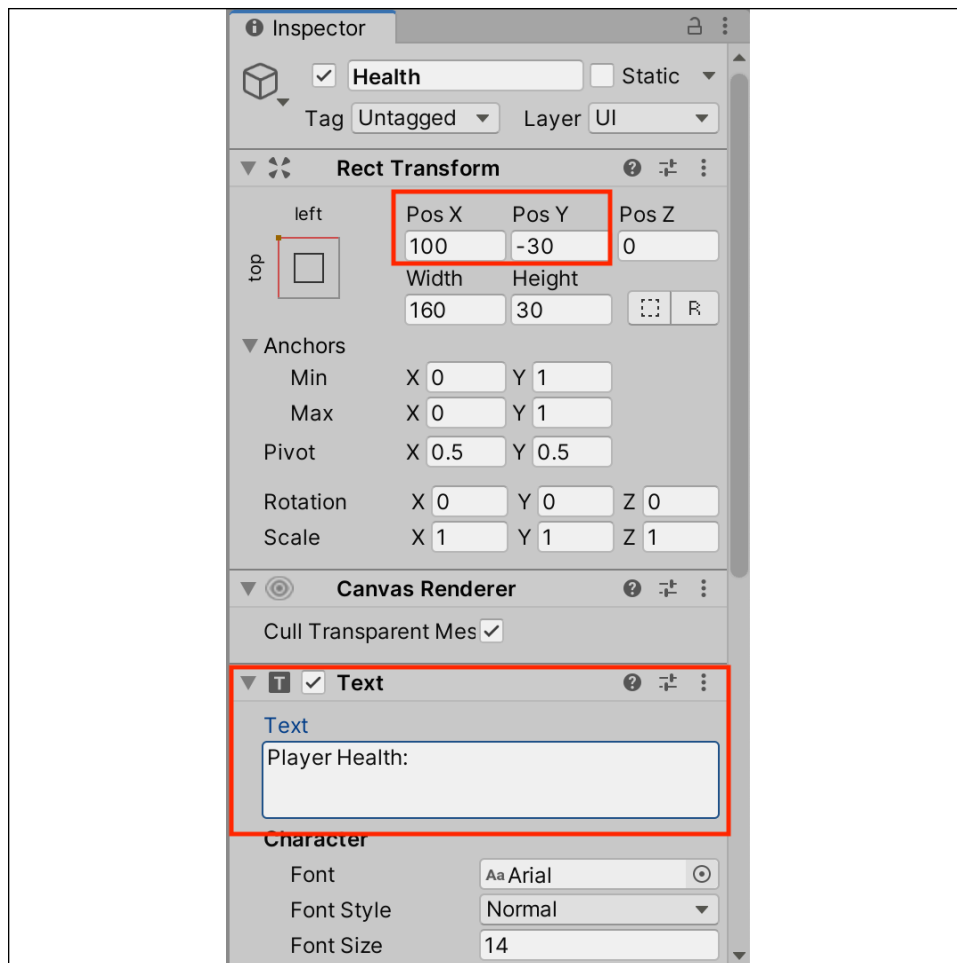 Inspector
Health Static
Tag Untagged Layer UI
Rect Transform
left
top
Pos X Pos Y Pos Z
100 -30 0
Width Height
160 30 R
Anchors
Min X 0 Y 1
Max X 0 Y 1
Pivot X 0.5 Y 0.5
Rotation X 0 Y 0 Z 0
Scale X 1 Y 1 Z 1
Canvas Renderer
Cull Transparent Mes
T Text
Text
Player Health:
Character
Font Aa Arial
Font Style Normal
Font Size 14